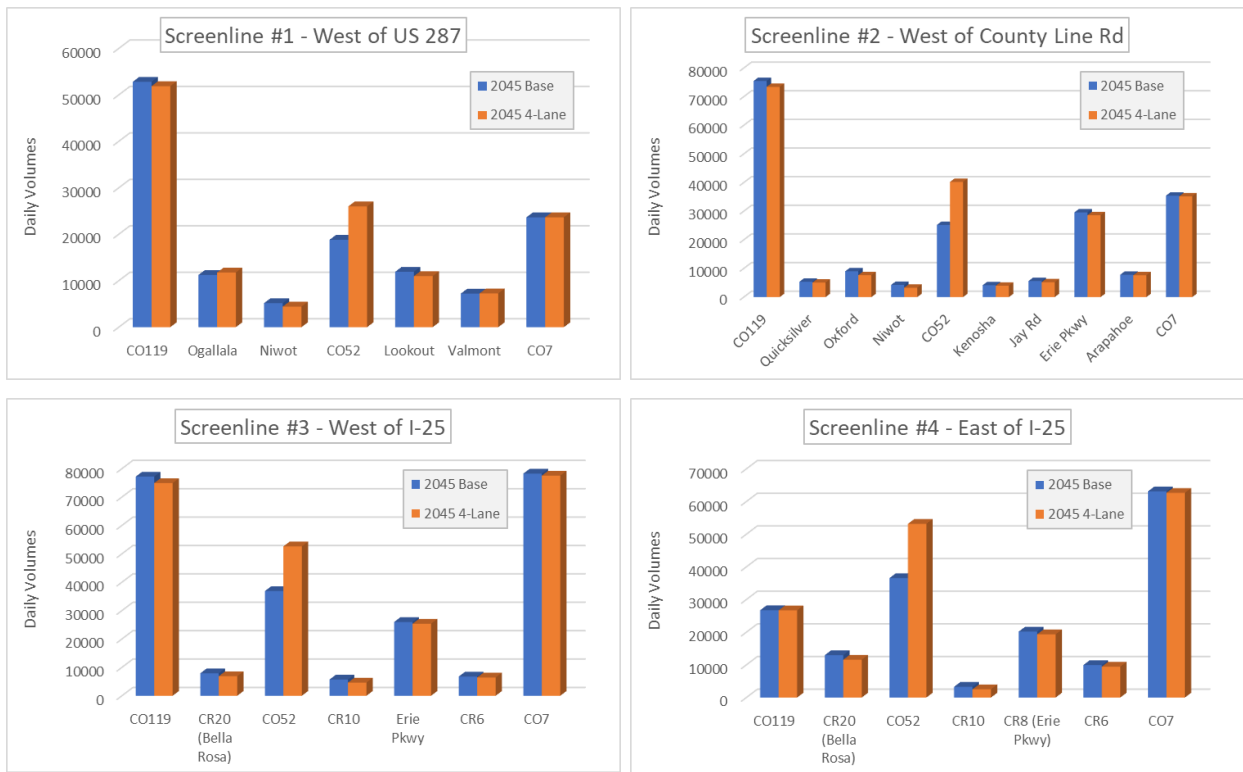 Screenline #1 - West of US 287
60000
50000
40000
30000
20000
10000
0
Daily Volumes
2045 Base
2045 4-Lane
CO119 Ogallala Niwot CO52 Lookout Valmont CO7
Screenline #2 - West of County Line Rd
80000
70000
60000
50000
40000
30000
20000
10000
0
Daily Volumes
2045 Base
2045 4-Lane
CO119 Quicksilver Oxford Niwot CO52 Kenosha Jay Rd Erie Pkwy Arapahoe CO7
Screenline #3 - West of I-25
80000
70000
60000
50000
40000
30000
20000
10000
0
Daily Volumes
2045 Base
2045 4-Lane
CO119 CR20 CO52 CR10 Erie CR6 CO7
(Bella Pkwy
Rosa)
Screenline #4 - East of I-25
70000
60000
50000
40000
30000
20000
10000
0
Daily Volumes
2045 Base
2045 4-Lane
CO119 CR20 CO52 CR10 CR8 (Erie CR6 CO7
(Bella Pkwy)
Rosa)